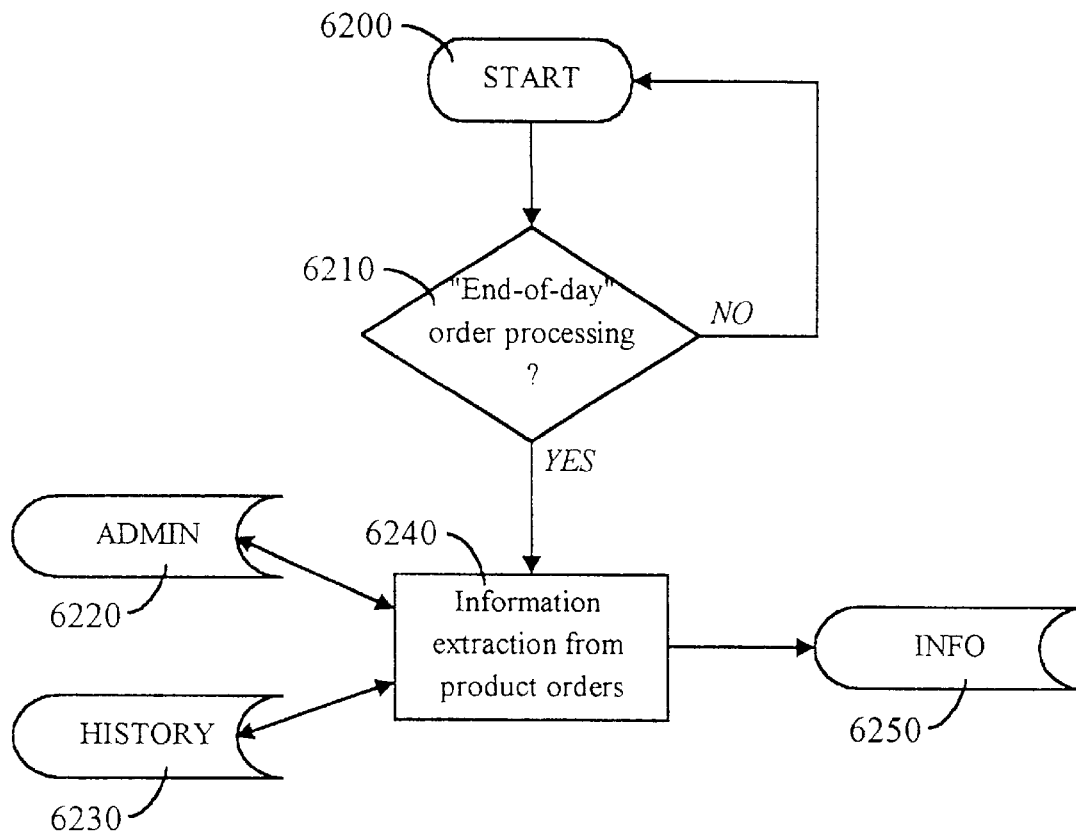 6200
START
6210
"End-of-day"
order processing
?
NO
YES
ADMIN
6220
6240
Information
extraction from
product orders
INFO
6250
HISTORY
6230